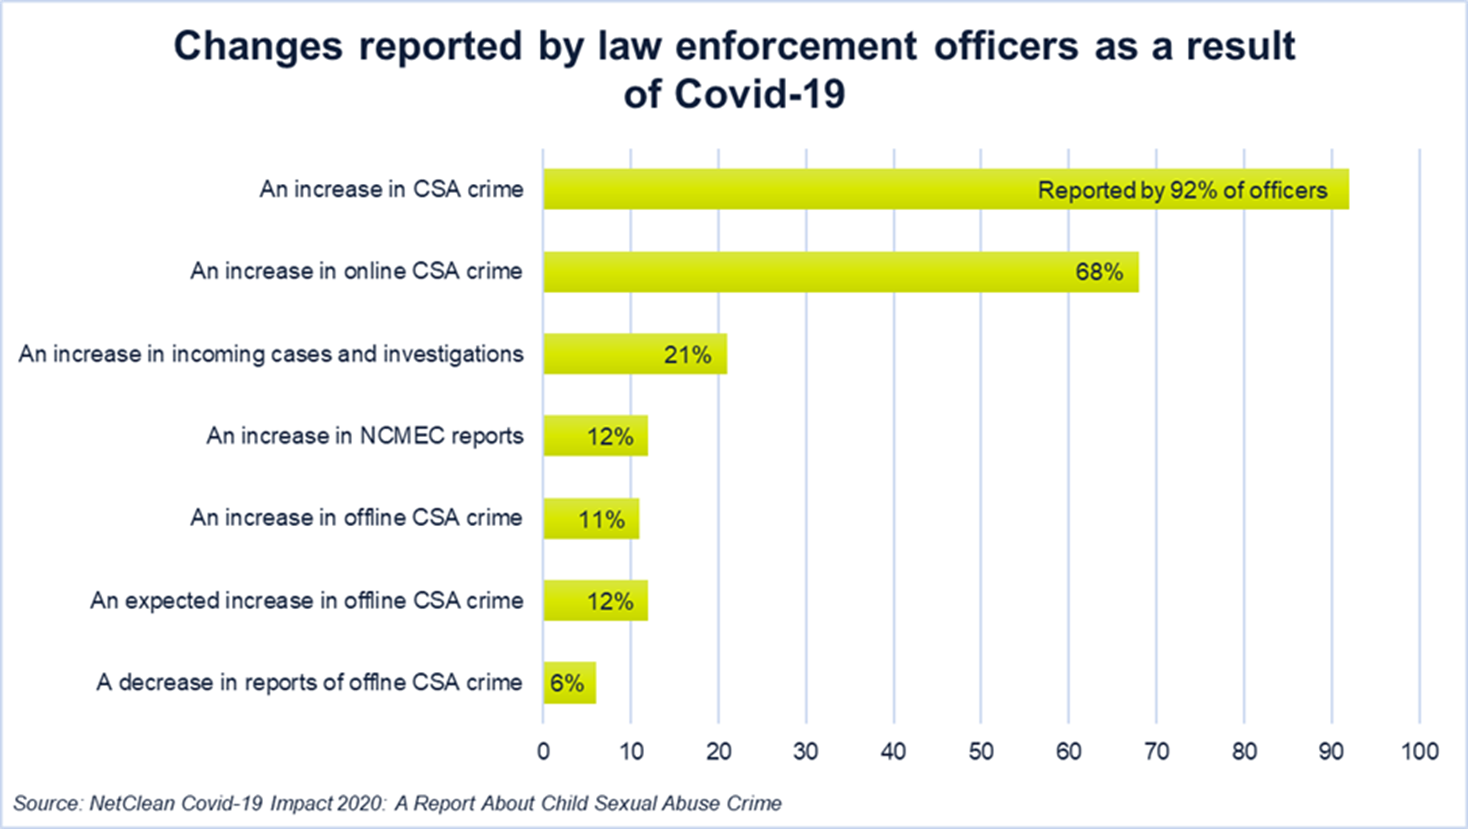 Changes reported by law enforcement officers as a result
of Covid-19
An increase in CSA crime
Reported by 92% of officers
An increase in online CSA crime
68%
An increase in incoming cases and investigations
21%
An increase in NCMEC reports
12%
An increase in offline CSA crime
11%
An expected increase in offline CSA crime
12%
A decrease in reports of offlne CSA crime
6%
0 10 20 30 40 50 60 70 80 90 100
Source: NetClean Covid-19 Impact 2020: A Report About Child Sexual Abuse Crime